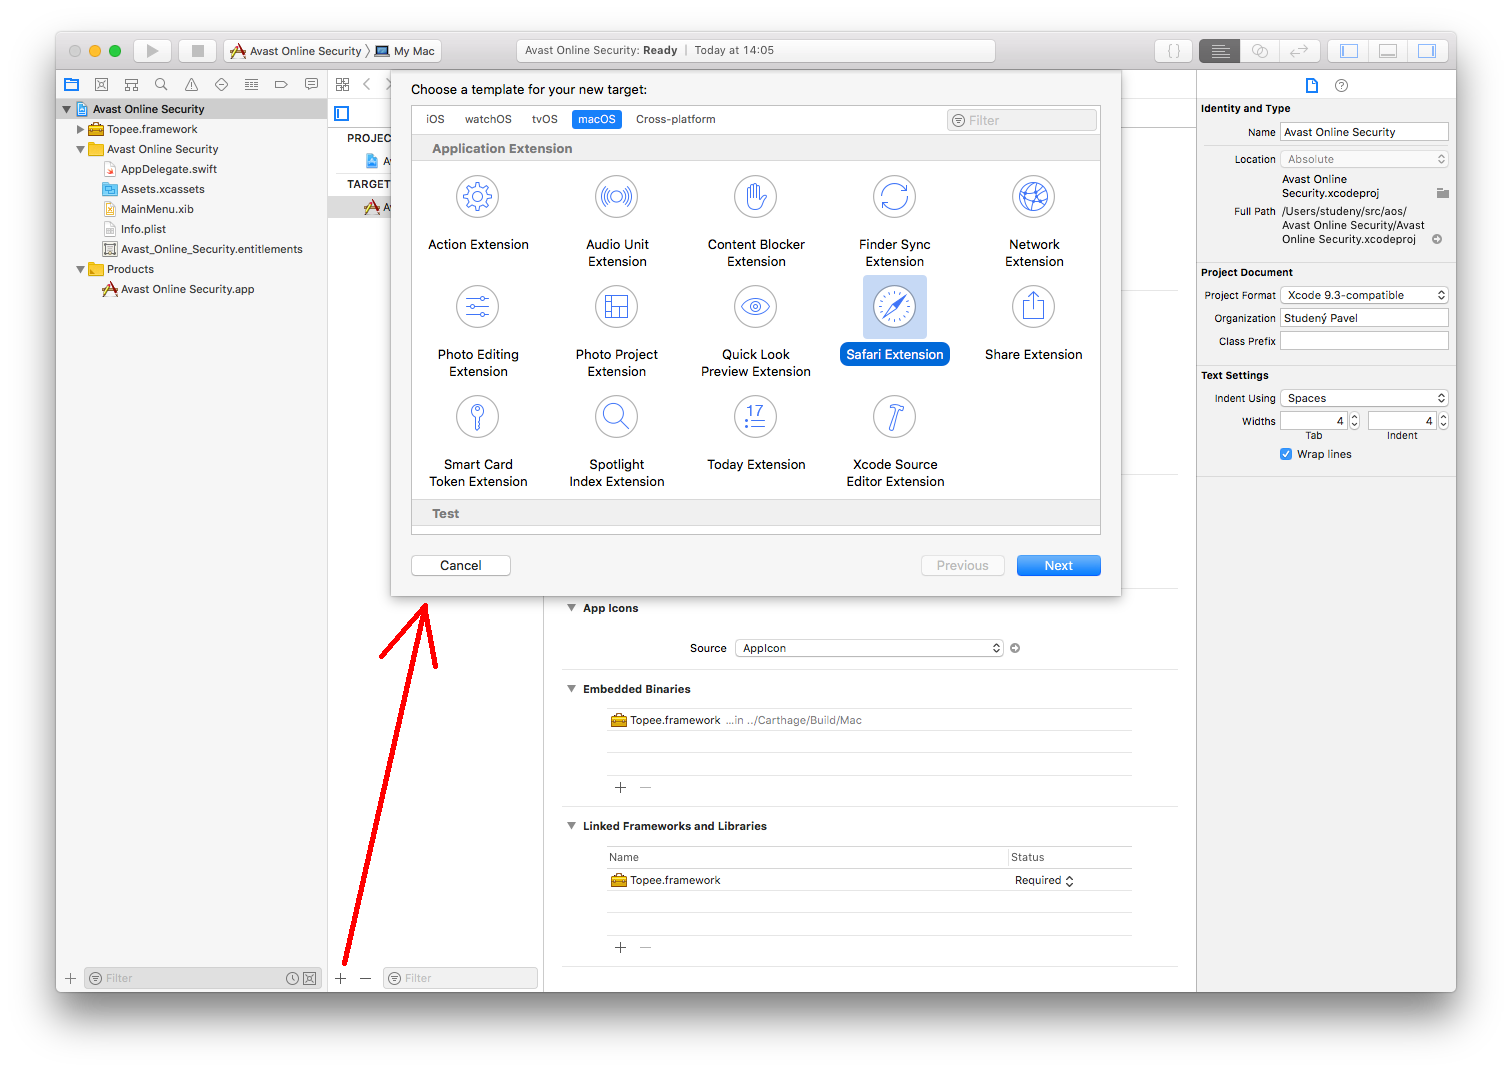 Avast Online Security
My Mac
Avast Online Security: Ready | Today at 14:05
Avast Online Security
Topee.framework
Avast Online Security
AppDelegate.swift
Assets.xcassets
MainMenu.xib
Info.plist
Avast_Online_Security.entitlements
Products
Avast Online Security.app
Filter
PROJEC
A
TARGET
A
Filter
Choose a template for your new target:
iOS
watchOS
tvOS
macOS
Cross-platform
Filter
Application Extension
Action Extension
Audio Unit
Extension
Content Blocker
Extension
Finder Sync
Extension
Network
Extension
Photo Editing
Extension
Photo Project
Extension
Quick Look
Preview Extension
Safari Extension
Share Extension
Smart Card
Token Extension
Spotlight
Index Extension
17
Today Extension
Xcode Source
Editor Extension
Test
Cancel
Previous
Next
App Icons
Source
AppIcon
Embedded Binaries
Topee.framework ...in ../Carthage/Build/Mac
Linked Frameworks and Libraries
Name
Status
Topee.framework
Required
Identity and Type
Name
Avast Online Security
Location
Absolute
Avast Online
Security.xcodeproj
Full Path
/Users/studeny/src/aos/
Avast Online Security/Avast
Online Security.xcodeproj
Project Document
Project Format
Xcode 9.3-compatible
Organization
Studený Pavel
Class Prefix
Text Settings
Indent Using
Spaces
Widths
4
4
Tab
Indent
Wrap lines